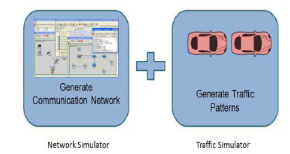 Generate
Communication Network
Generate Traffic
Patterns
Network Simulator
Traffic Simulator